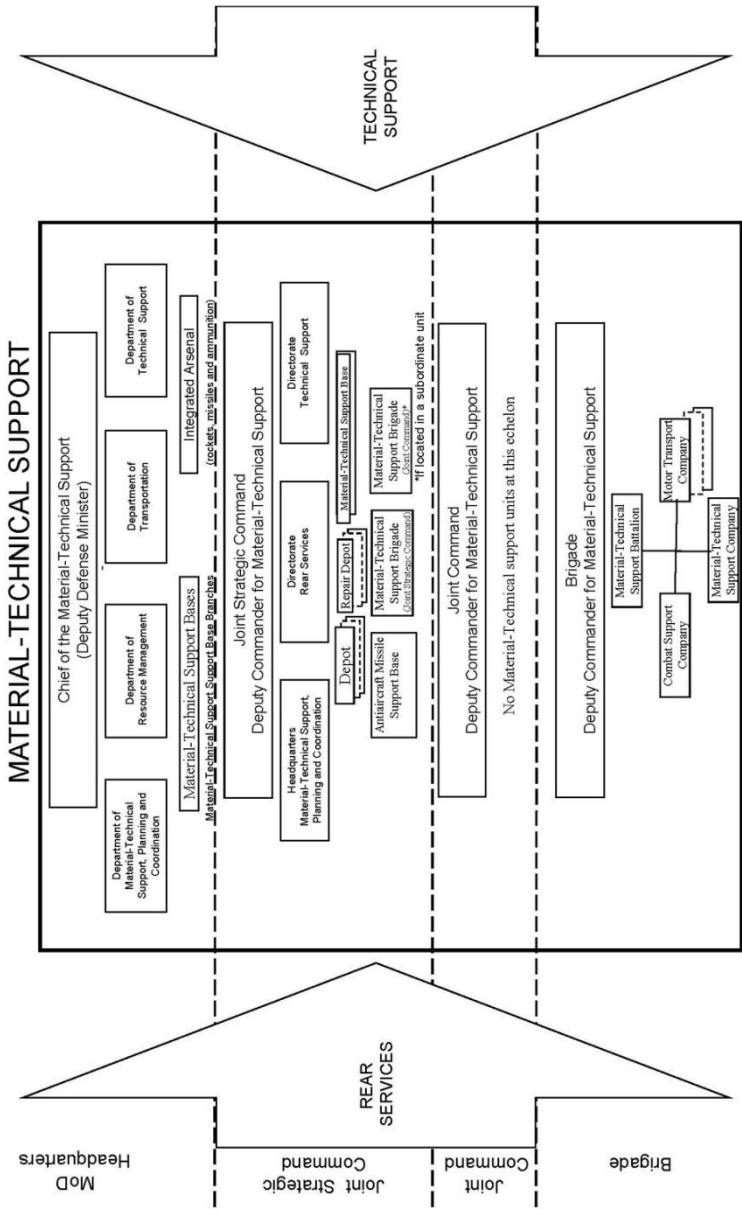 MATERIAL-TECHNICAL SUPPORT
MoD
Headquarters
Chief of the Material-Technical Support
(Deputy Defense Minister)
Department of
Material-Technical
Support, Planning and
Coordination
Department of
Resource Management
Department of
Transportation
Department of
Technical Support
Material-Technical Support Bases
Material-Technical Support Support Base Branches
Integrated Arsenal
(rockets, missiles and ammunition)
REAR
SERVICES
TECHNICAL
SUPPORT
Joint Strategic
Command
Joint Strategic Command
Deputy Commander for Material-Technical Support
Headquarters
Material-Technical Support,
Planning and Coordination
Directorate
Rear Services
Directorate
Technical Support
Depot
Repair Depot
Material-Technical Support Base
Antiaircraft Missile
Support Base
Material-Technical
Support Brigade
(Joint Strategic Command)
Material-Technical
Support Brigade
(Joint Command)*
*If located in a subordinate unit
Joint
Command
Joint Command
Deputy Commander for Material-Technical Support
No Material-Technical support units at this echelon
Brigade
Brigade
Deputy Commander for Material-Technical Support
Material-Technical
Support Battalion
Combat Support
Company
Motor Transport
Company
Material-Technical
Support Company